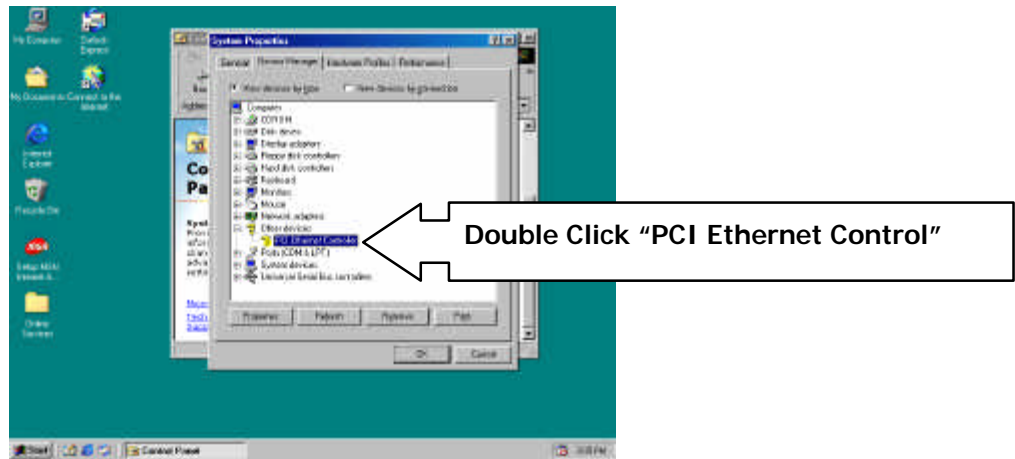 My Computer
Outlook
Express
My Documents
Connect to the
Internet
Internet
Explorer
Recycle Bin
Setup MSN
Internet A...
Online
Services
System Properties
General Device Manager Hardware Profiles Performance
View devices by type View devices by connection
Computer
CDROM
Disk drives
Display adapters
Floppy disk controllers
Hard disk controllers
Keyboard
Monitors
Mouse
Network adapters
Other devices
PCI Ethernet Controller
Ports (COM & LPT)
System devices
Universal Serial Bus controllers
Properties Refresh Remove Print
OK Cancel
Double Click “PCI Ethernet Control”
Start Control Panel